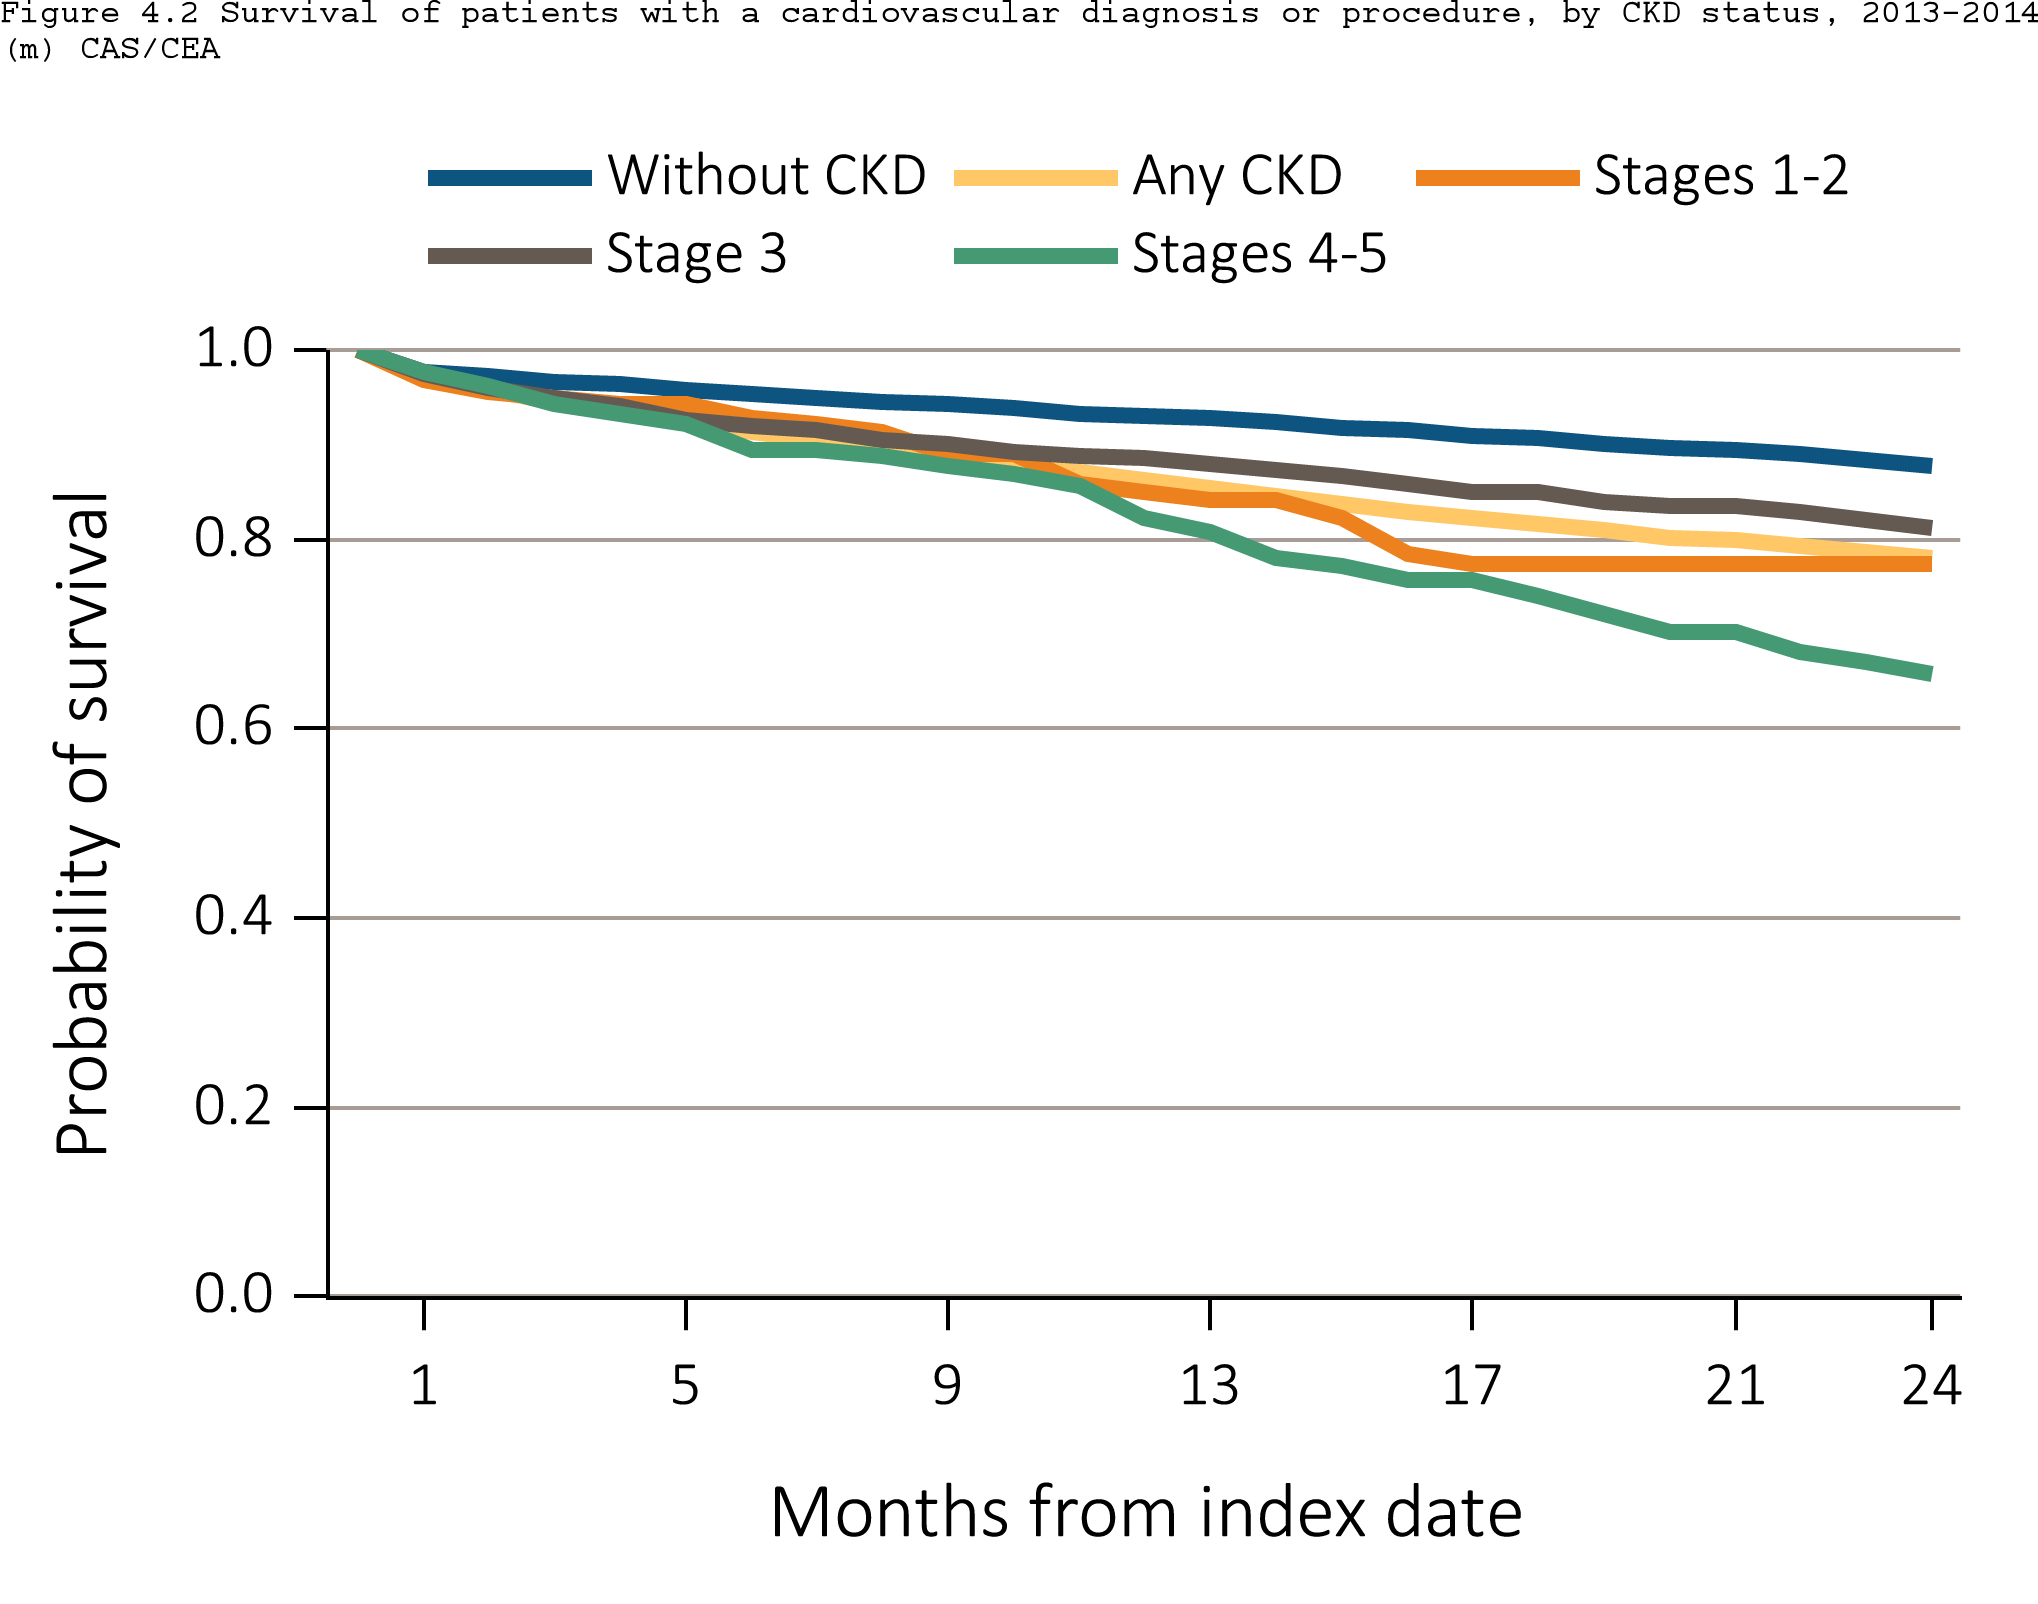 Figure 4.2 Survival of patients with a cardiovascular diagnosis or procedure, by CKD status, 2013-2014
(m) CAS/CEA
Without CKD Any CKD Stages 1-2
Stage 3 Stages 4-5
1.0
0.8
0.6
0.4
0.2
0.0
Probability of survival
1 5 9 13 17 21 24
Months from index date